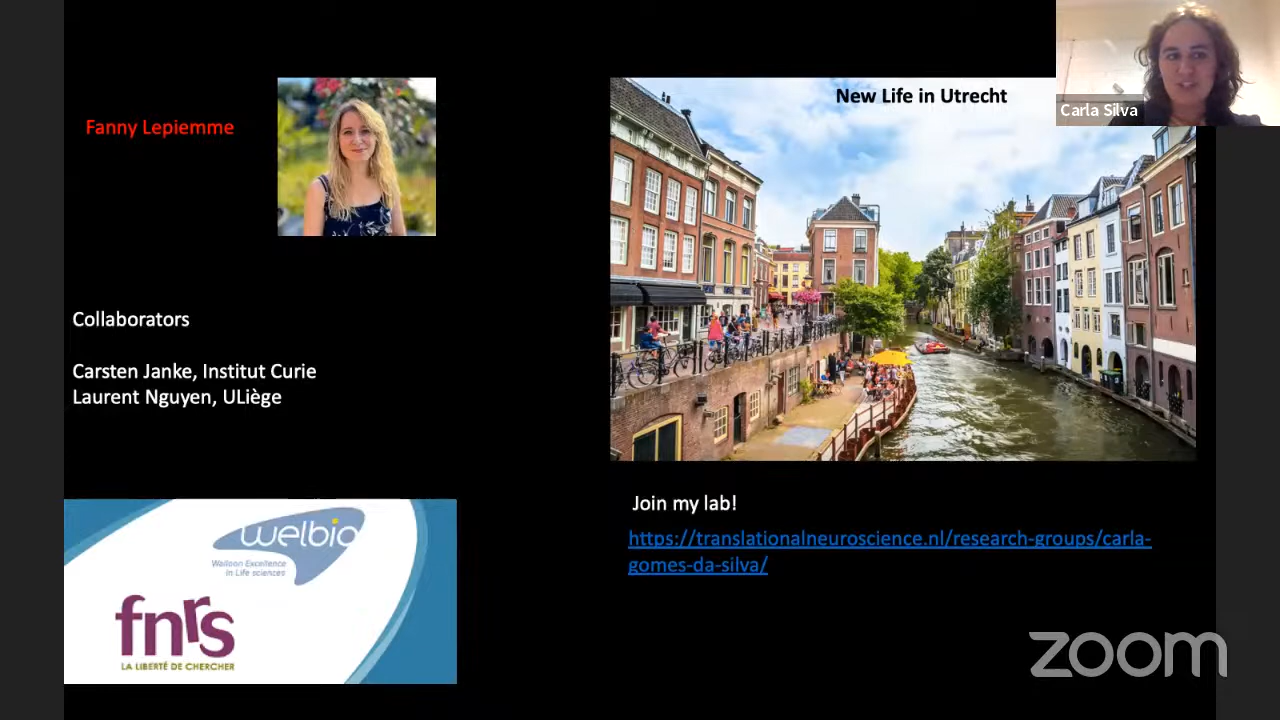 New Life in Utrecht
Carla Silva
Fanny Lepiemme
Collaborators
Carsten Janke, Institut Curie
Laurent Nguyen, ULiège
Join my lab!
https://translationalneuroscience.nl/research-groups/carla-
gomes-da-silva/
welbio
Walloon Excellence
in Life sciences
fnrs
LA LIBERTÉ DE CHERCHER
zoom